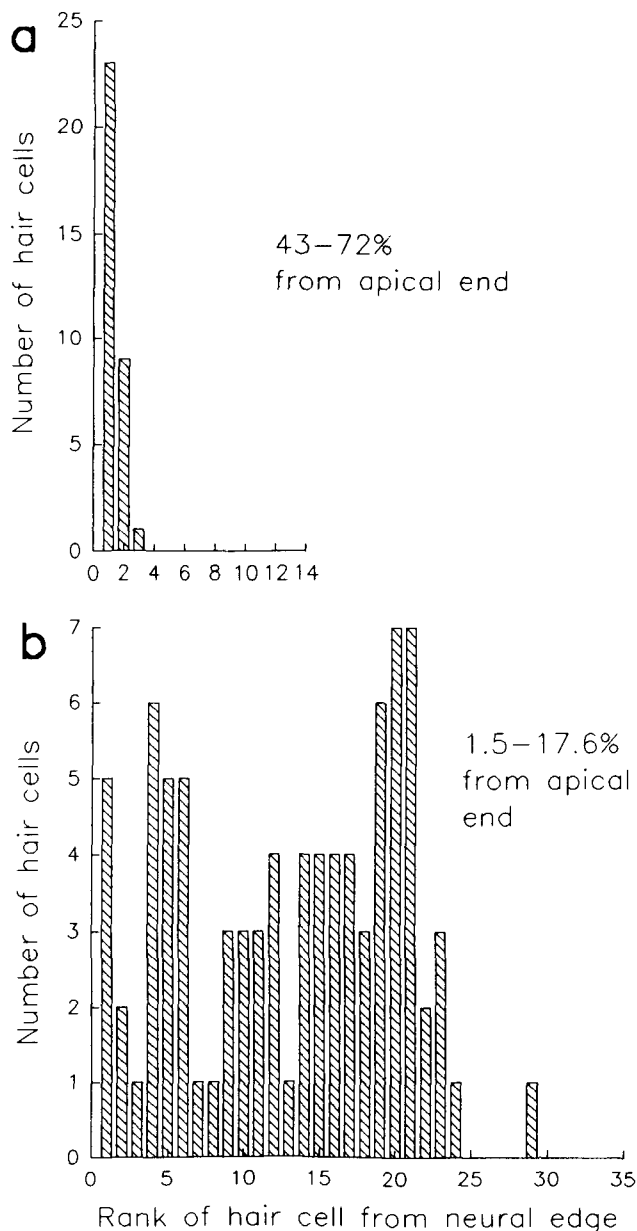 a
25
20
15
10
5
0
Number of hair cells
43–72%
from apical end
0 2 4 6 8 10 12 14
b
7
6
5
4
3
2
1
0
Number of hair cells
1.5–17.6%
from apical
end
0 5 10 15 20 25 30 35
Rank of hair cell from neural edge